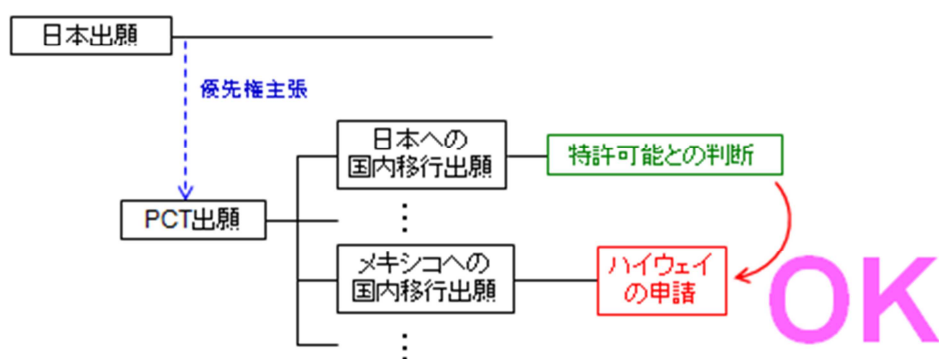 日本出願
優先権主張
日本への
国内移行出願
特許可能との判断
PCT出願
メキシコへの
国内移行出願
ハイウェイ
の申請
OK